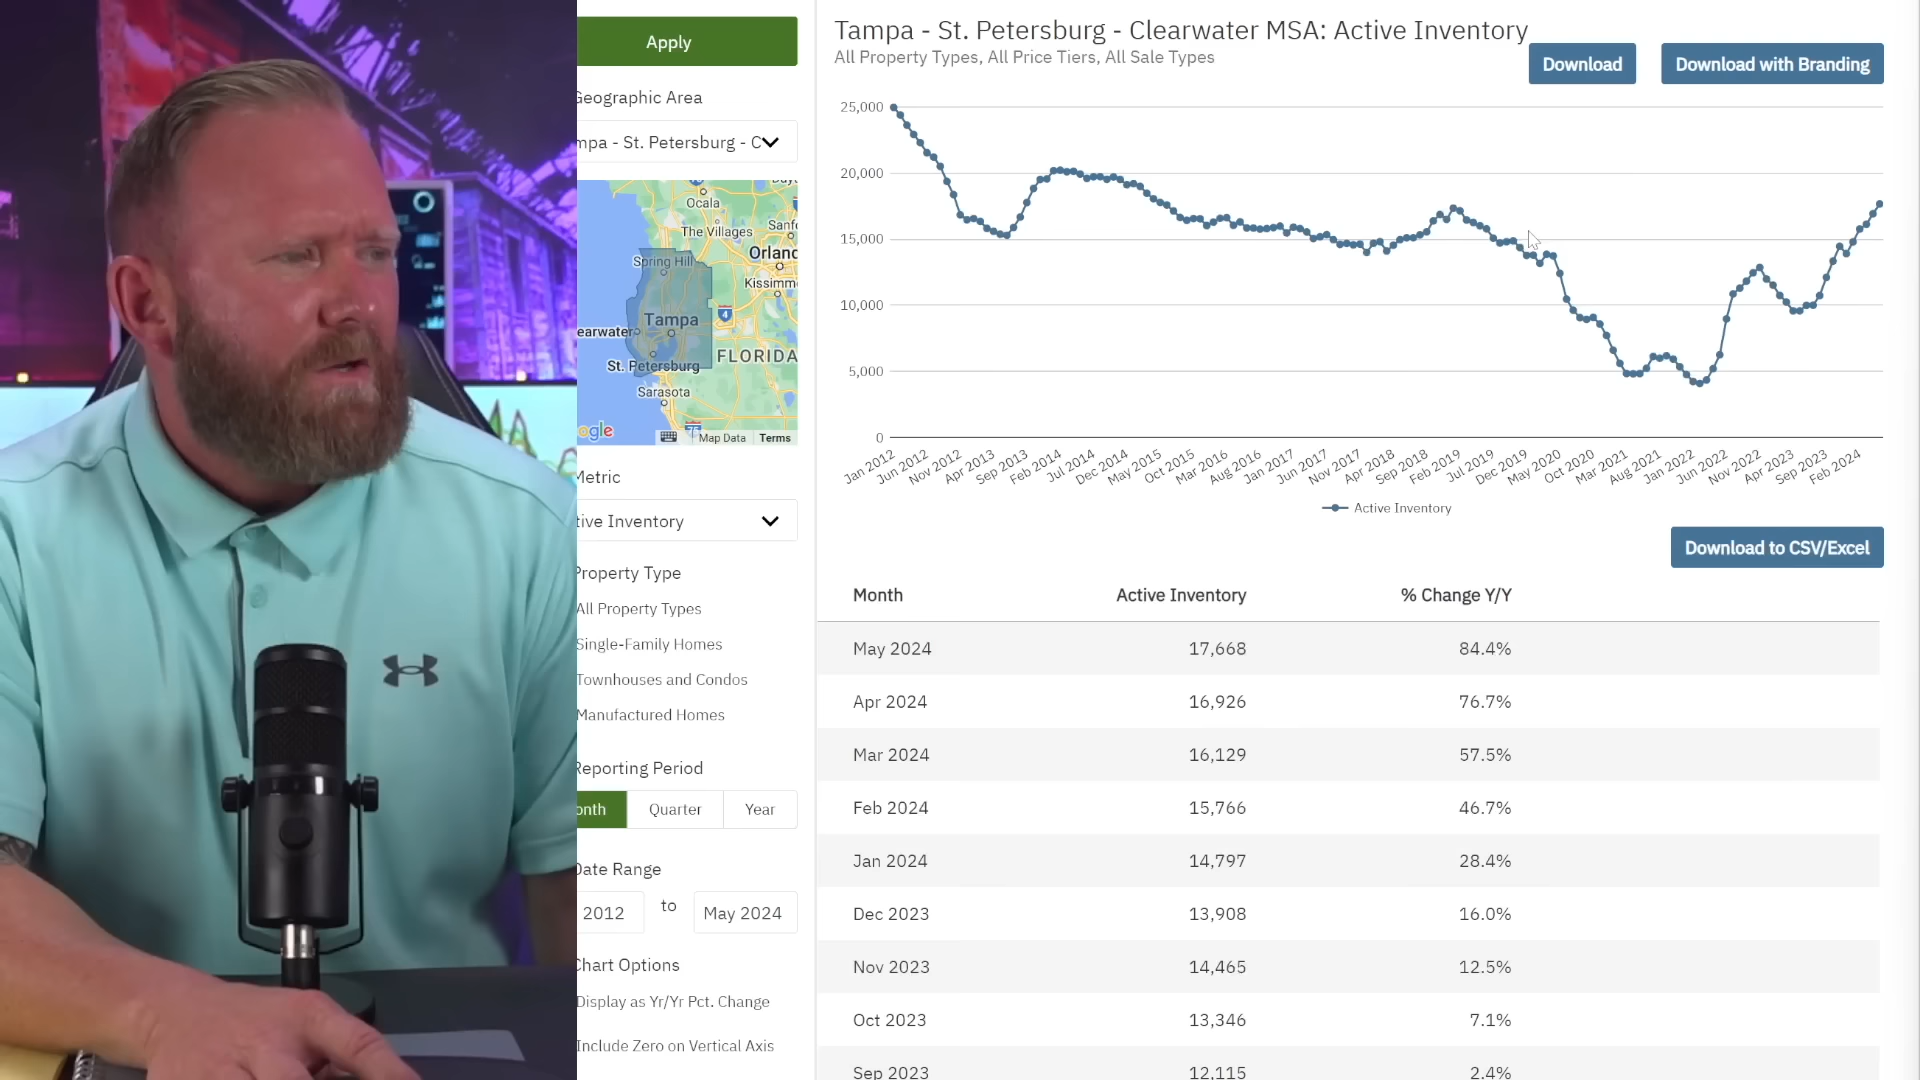 Apply
Geographic Area
mpa - St. Petersburg - C
Ocala
The Villages
Sanf
Orland
Spring Hill
Kissimm
4
Tampa
earwater
FLORIDA
St. Petersburg
Sarasota
75
ogle
Map Data
Terms
Metric
tive Inventory
Property Type
All Property Types
Single-Family Homes
Townhouses and Condos
Manufactured Homes
Reporting Period
onth
Quarter
Year
Date Range
2012
to
May 2024
Chart Options
Display as Yr/Yr Pct. Change
Include Zero on Vertical Axis
Tampa - St. Petersburg - Clearwater MSA: Active Inventory
All Property Types, All Price Tiers, All Sale Types
Download
Download with Branding
25,000
20,000
15,000
10,000
5,000
0
Jan 2012
Jun 2012
Nov 2012
Apr 2013
Sep 2013
Feb 2014
Jul 2014
Dec 2014
May 2015
Oct 2015
Mar 2016
Aug 2016
Jan 2017
Jun 2017
Nov 2017
Apr 2018
Sep 2018
Feb 2019
Jul 2019
Dec 2019
May 2020
Oct 2020
Mar 2021
Aug 2021
Jan 2022
Jun 2022
Nov 2022
Apr 2023
Sep 2023
Feb 2024
Active Inventory
Download to CSV/Excel
Month Active Inventory % Change Y/Y
May 2024 17,668 84.4%
Apr 2024 16,926 76.7%
Mar 2024 16,129 57.5%
Feb 2024 15,766 46.7%
Jan 2024 14,797 28.4%
Dec 2023 13,908 16.0%
Nov 2023 14,465 12.5%
Oct 2023 13,346 7.1%
Sep 2023 12,115 2.4%